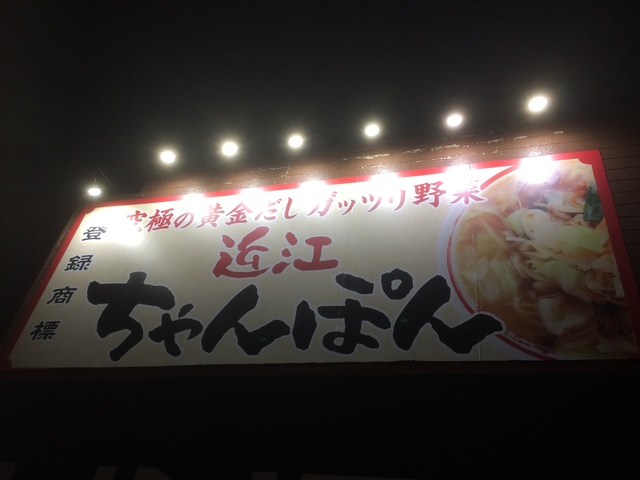 究極の黄金だしガッツリ野菜
近江
ちゃんぽん
登録商標